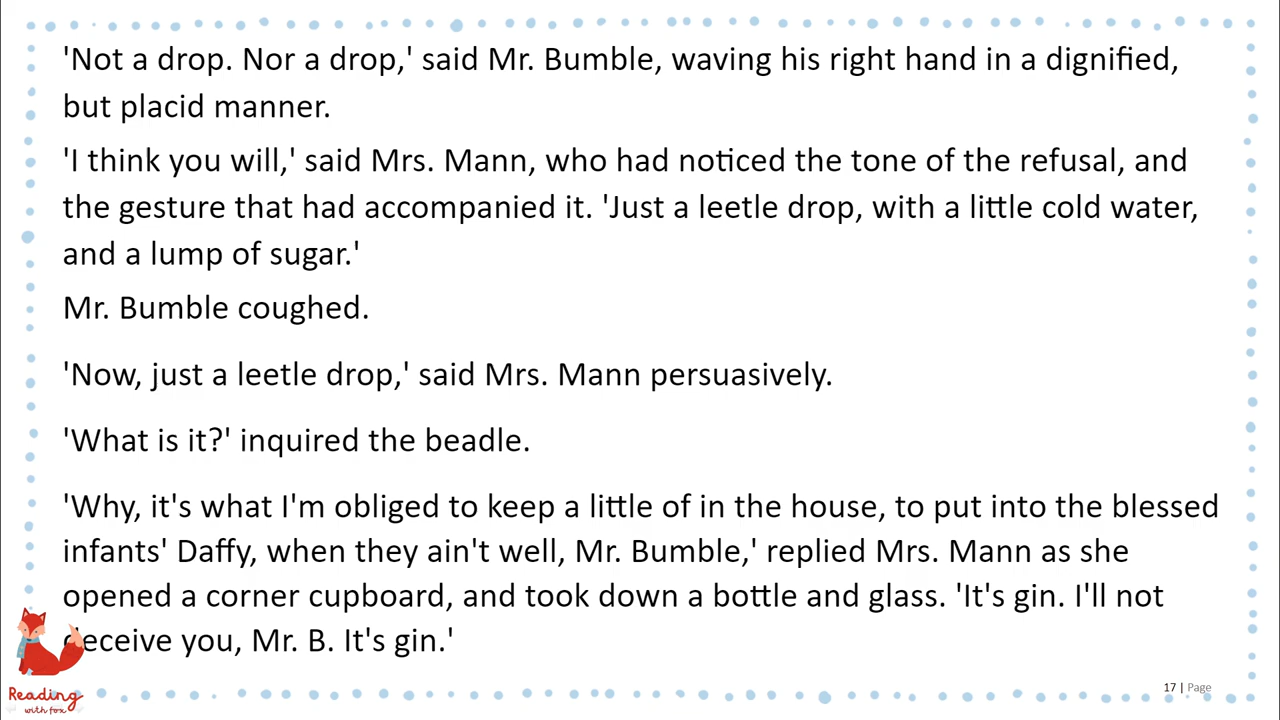 'Not a drop. Nor a drop,' said Mr. Bumble, waving his right hand in a dignified,
but placid manner.
'I think you will,' said Mrs. Mann, who had noticed the tone of the refusal, and
the gesture that had accompanied it. 'Just a leetle drop, with a little cold water,
and a lump of sugar.'
Mr. Bumble coughed.
'Now, just a leetle drop,' said Mrs. Mann persuasively.
'What is it?' inquired the beadle.
'Why, it's what I'm obliged to keep a little of in the house, to put into the blessed
infants' Daffy, when they ain't well, Mr. Bumble,' replied Mrs. Mann as she
opened a corner cupboard, and took down a bottle and glass. 'It's gin. I'll not
deceive you, Mr. B. It's gin.'
Reading
with fox
17 | Page